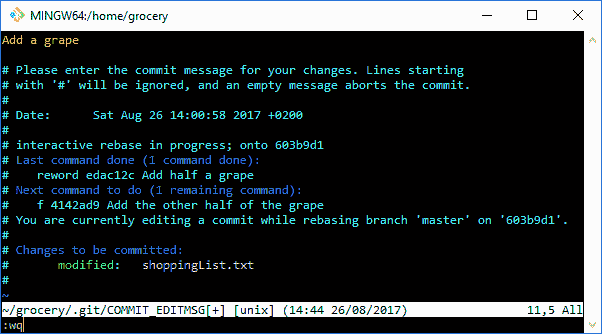 MINGW64:/home/grocery
Add a grape
# Please enter the commit message for your changes. Lines starting
# with '#' will be ignored, and an empty message aborts the commit.
#
# Date:      Sat Aug 26 14:00:58 2017 +0200
#
# interactive rebase in progress; onto 603b9d1
# Last command done (1 command done):
#    reword edac12c Add half a grape
# Next command to do (1 remaining command):
#    f 4142ad9 Add the other half of the grape
# You are currently editing a commit while rebasing branch 'master' on '603b9d1'.
#
# Changes to be committed:
#       modified:   shoppingList.txt
#
~
~/grocery/.git/COMMIT_EDITMSG[+] [unix] (14:44 26/08/2017) 11,5 All
:wq